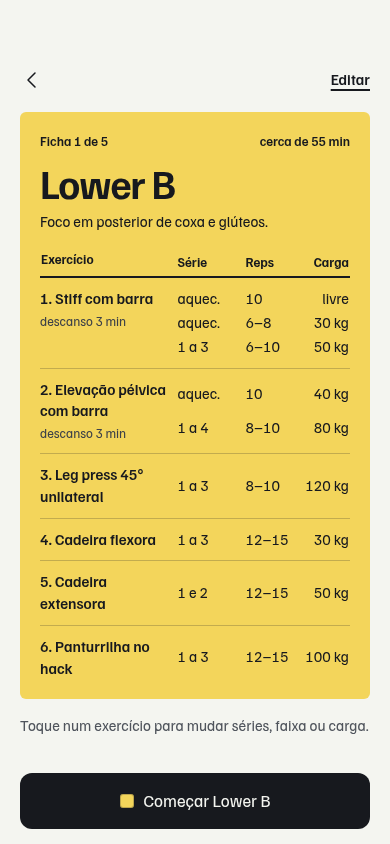 Editar
Ficha 1 de 5 cerca de 55 min
Lower B
Foco em posterior de coxa e glúteos.
Exercício Série Reps Carga
1. Stiff com barra aquec. 10 livre
descanso 3 min aquec. 6–8 30 kg
1 a 3 6–10 50 kg
2. Elevação pélvica aquec. 10 40 kg
com barra
descanso 3 min 1 a 4 8–10 80 kg
3. Leg press 45°
unilateral 1 a 3 8–10 120 kg
4. Cadeira flexora 1 a 3 12–15 30 kg
5. Cadeira
extensora 1 e 2 12–15 50 kg
6. Panturrilha no
hack 1 a 3 12–15 100 kg
Toque num exercício para mudar séries, faixa ou carga.
Começar Lower B